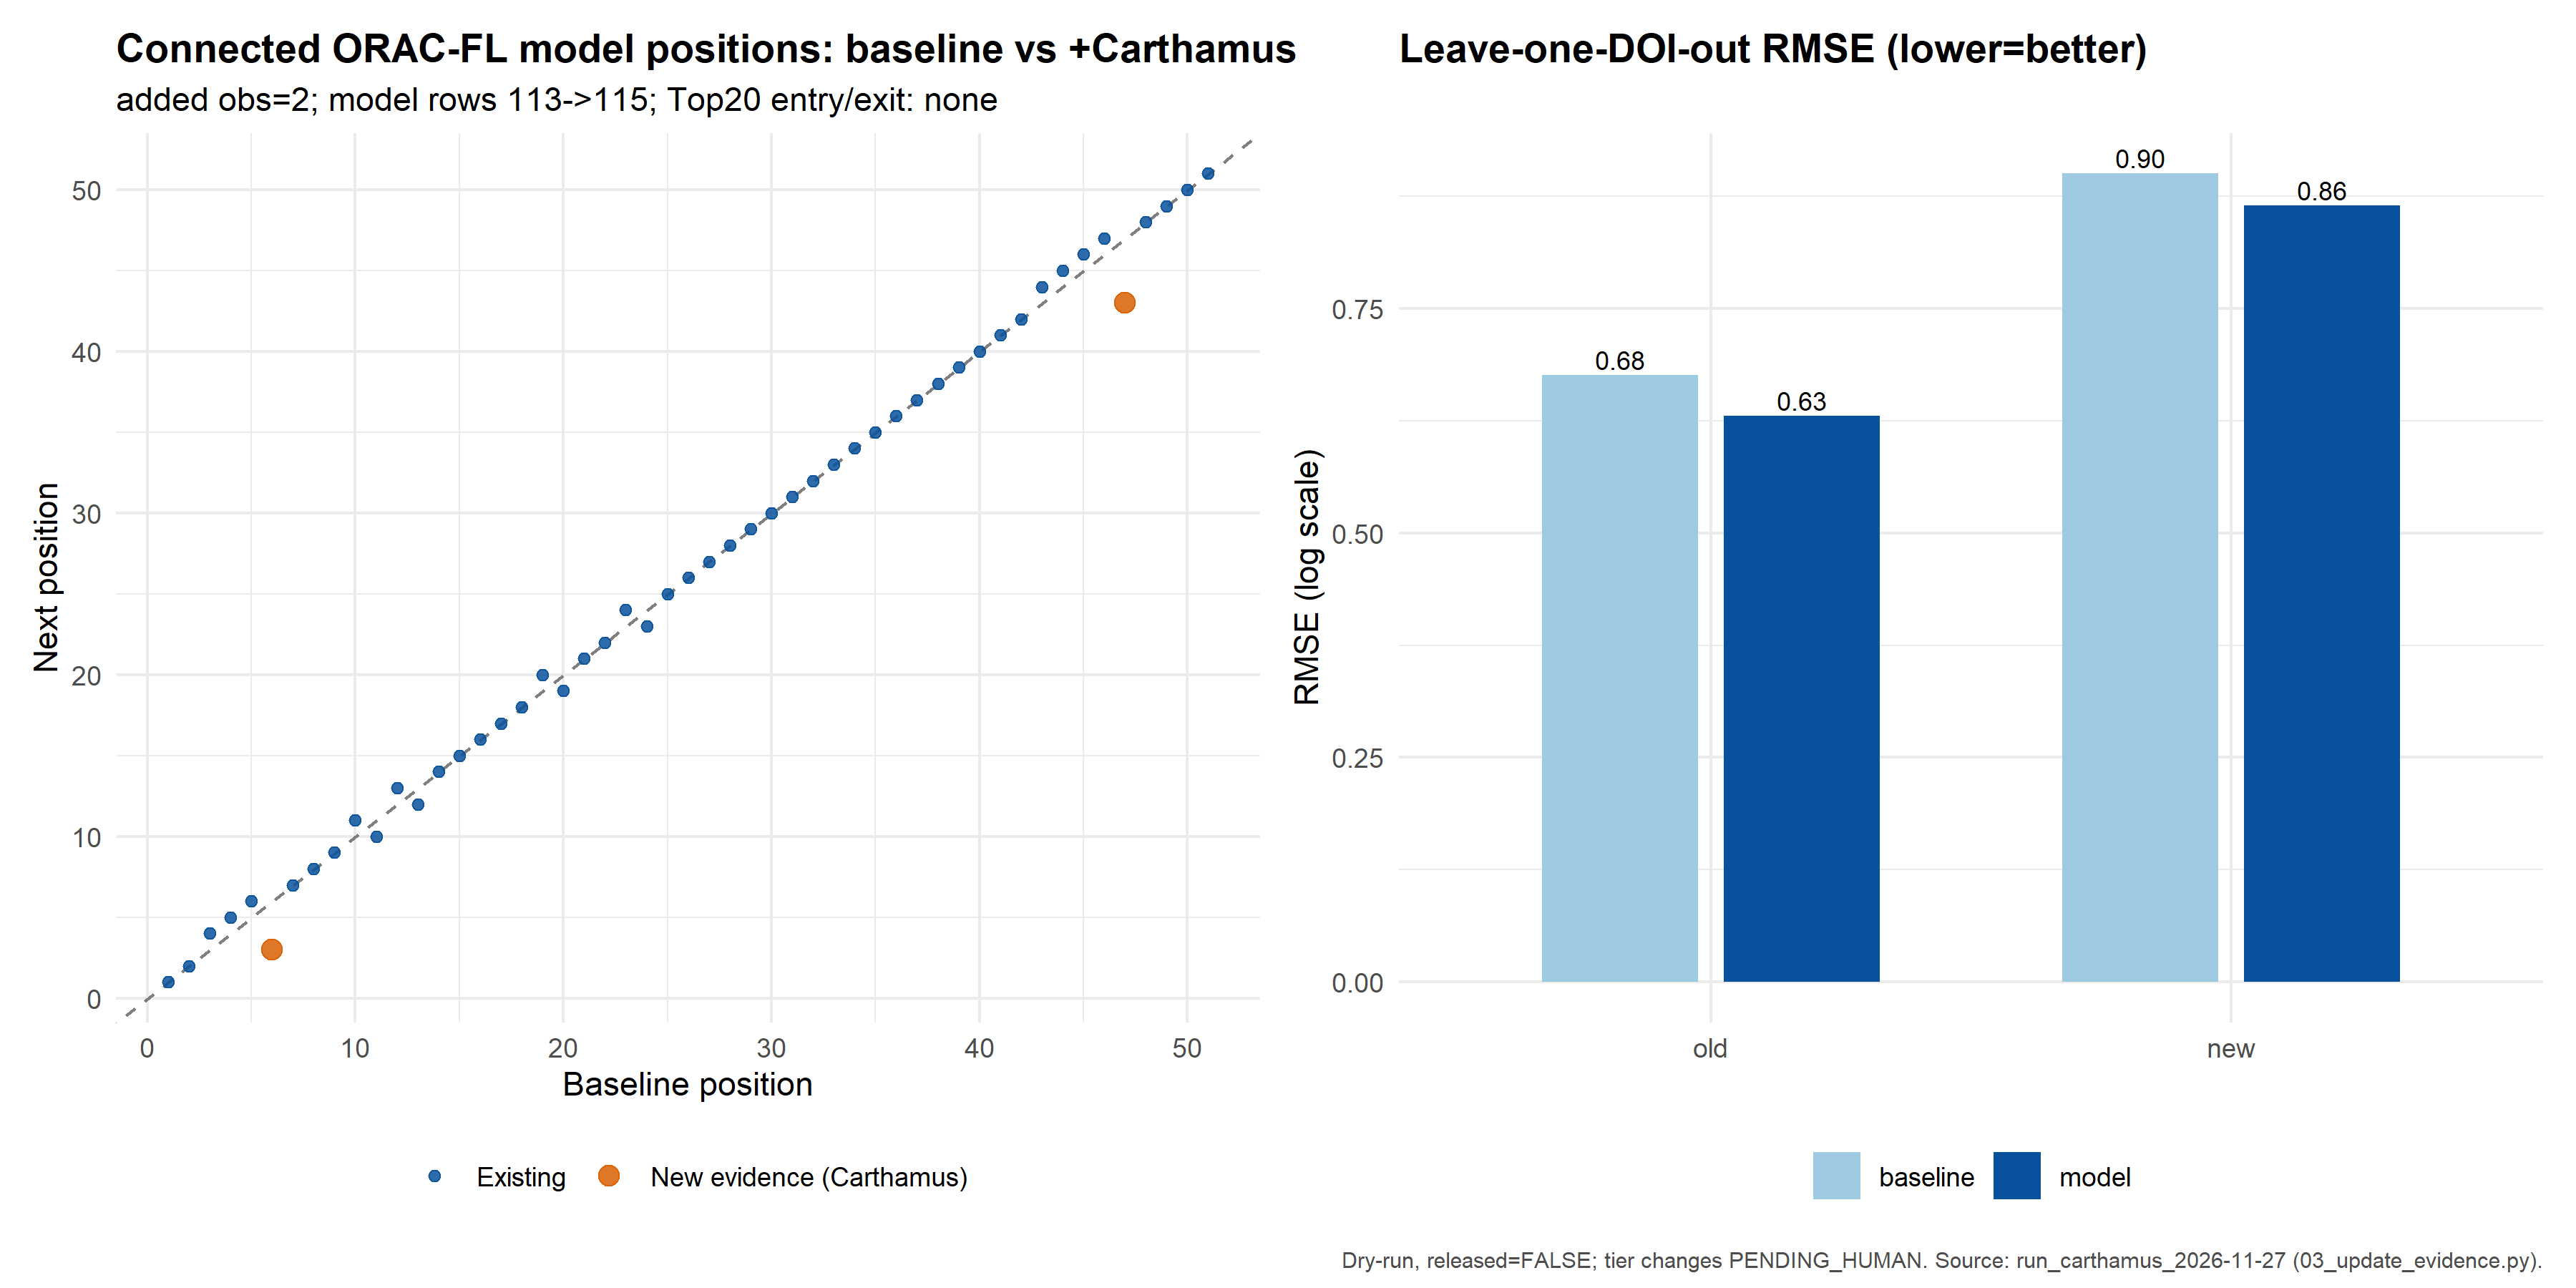 Connected ORAC-FL model positions: baseline vs +Carthamus
added obs=2; model rows 113->115; Top20 entry/exit: none
Next position
50
40
30
20
10
0
0 10 20 30 40 50
Baseline position
Existing New evidence (Carthamus)
Leave-one-DOI-out RMSE (lower=better)
RMSE (log scale)
0.75
0.50
0.25
0.00
0.68
0.63
0.90
0.86
old new
baseline model
Dry-run, released=FALSE; tier changes PENDING_HUMAN. Source: run_carthamus_2026-11-27 (03_update_evidence.py).